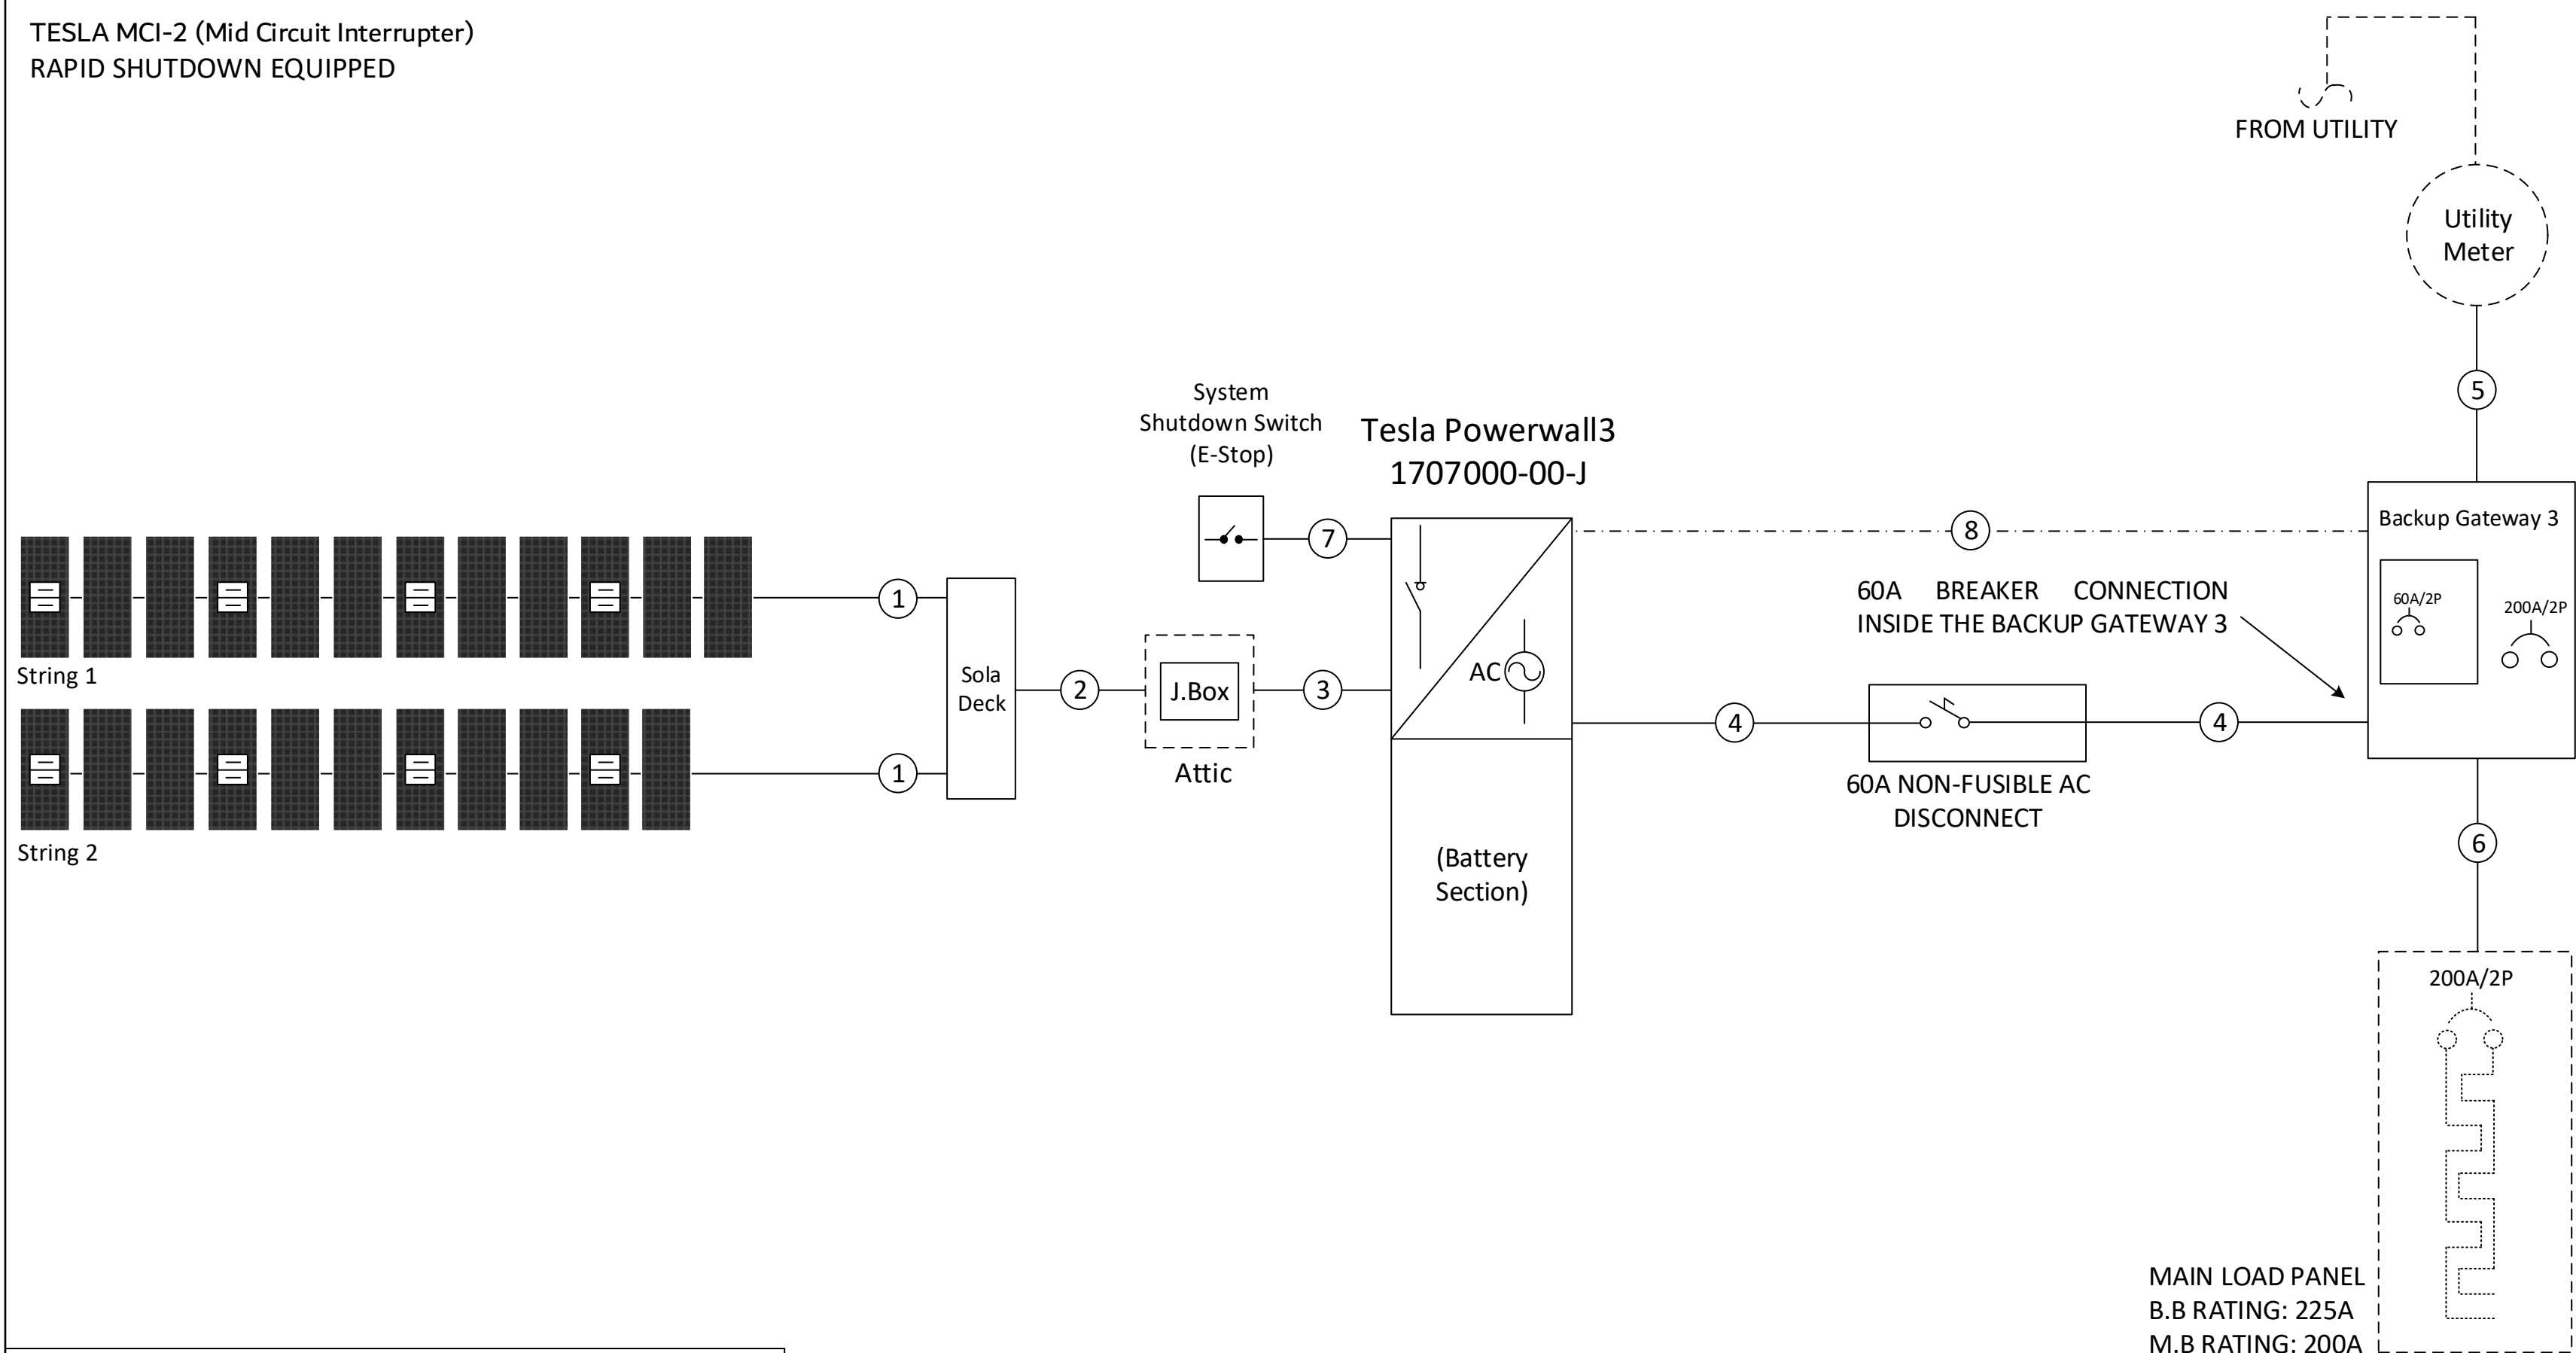 TESLA MCI-2 (Mid Circuit Interrupter)
RAPID SHUTDOWN EQUIPPED
FROM UTILITY
Utility
Meter
5
System
Shutdown Switch
(E-Stop)
Tesla Powerwall3
1707000-00-J
7
8
Backup Gateway 3
60A BREAKER CONNECTION
INSIDE THE BACKUP GATEWAY 3
60A/2P
200A/2P
1
String 1
Sola
Deck
2
J.Box
3
AC
4
4
1
Attic
60A NON-FUSIBLE AC
DISCONNECT
String 2
(Battery
Section)
6
200A/2P
MAIN LOAD PANEL
B.B RATING: 225A
M.B RATING: 200A